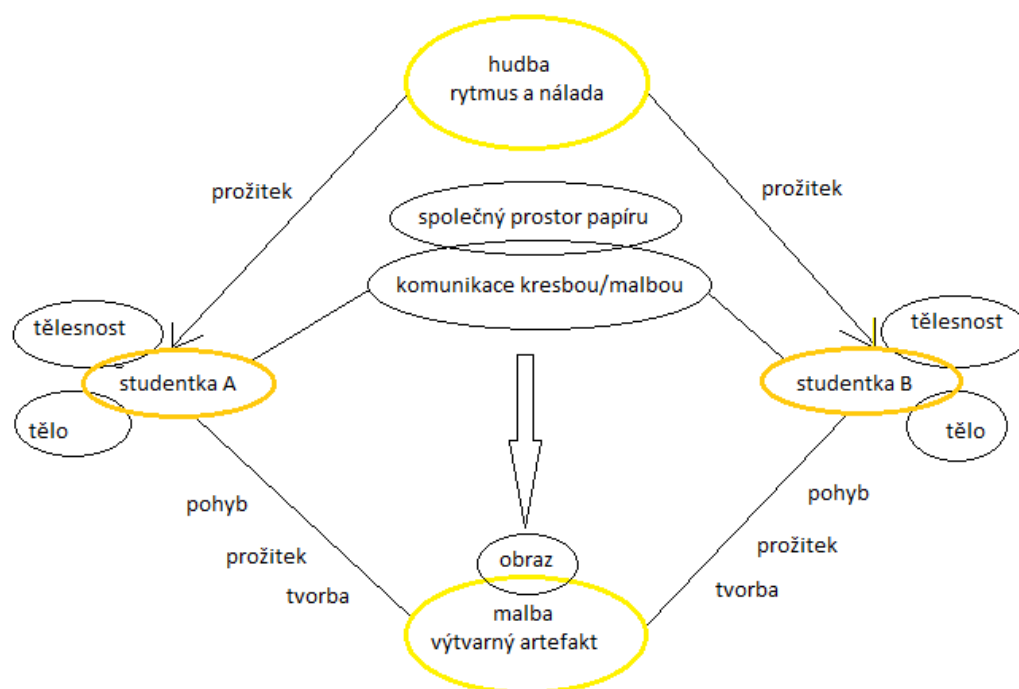 hudba
rytmus a nálada
prožitek
prožitek
společný prostor papíru
komunikace kresbou/malbou
tělesnost
tělesnost
studentka A
studentka B
tělo
tělo
pohyb
pohyb
prožitek
prožitek
tvorba
tvorba
obraz
malba
výtvarný artefakt